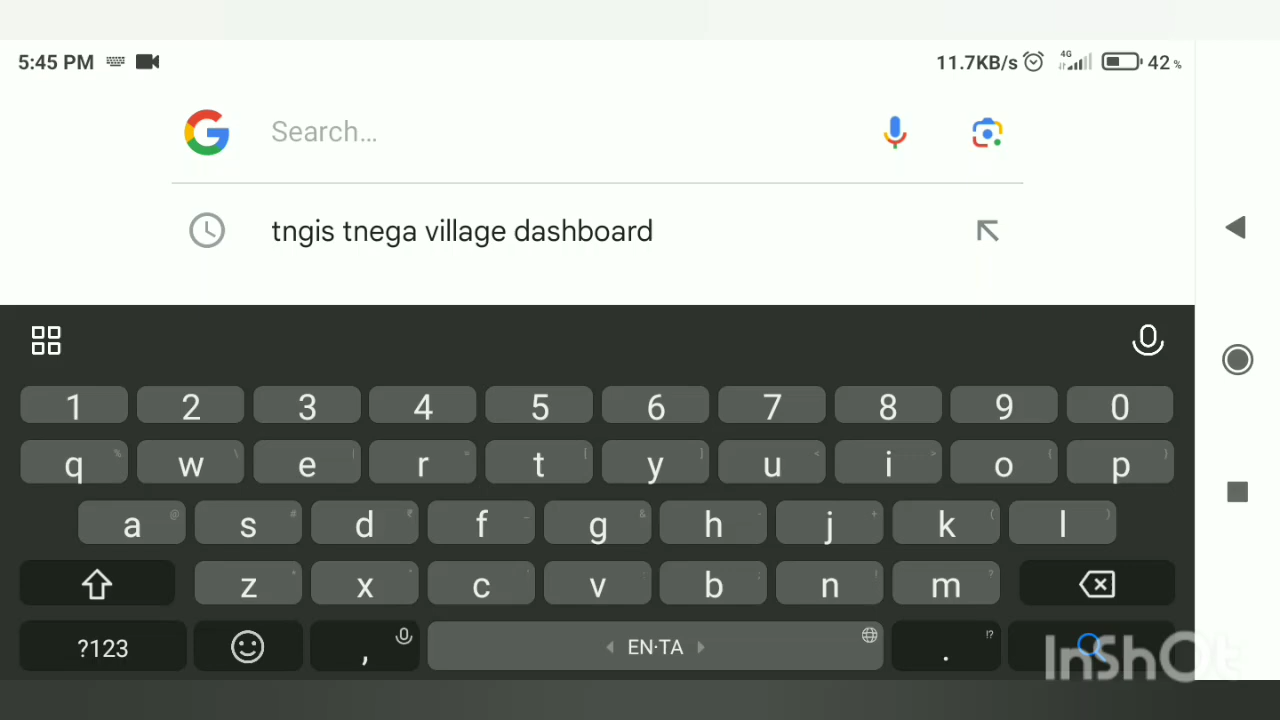 5:45 PM 11.7KB/s 4G 42 %
Search...
tngis tnega village dashboard
1 2 3 4 5 6 7 8 9 0
q % w \ e | r = t [ y ] u < i > o { p }
a @ s # d ₹ f _ g & h - j + k ( l )
z * x " c ' v : b ; n ! m ?
?123 , EN·TA . !?
InShOt